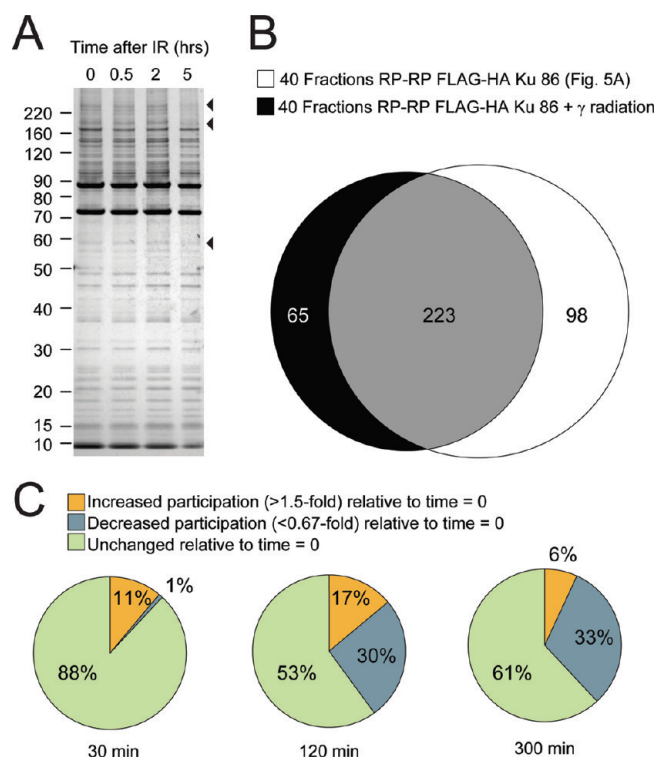 A
Time after IR (hrs)
0 0.5 2 5
220
160
120
90
80
70
60
50
40
30
20
15
10
B
40 Fractions RP-RP FLAG-HA Ku 86 (Fig. 5A)
40 Fractions RP-RP FLAG-HA Ku 86 + γ radiation
65 223 98
C
Increased participation (>1.5-fold) relative to time = 0
Decreased participation (<0.67-fold) relative to time = 0
Unchanged relative to time = 0
11% 1%
88%
30 min
17%
53% 30%
120 min
6%
33%
61%
300 min